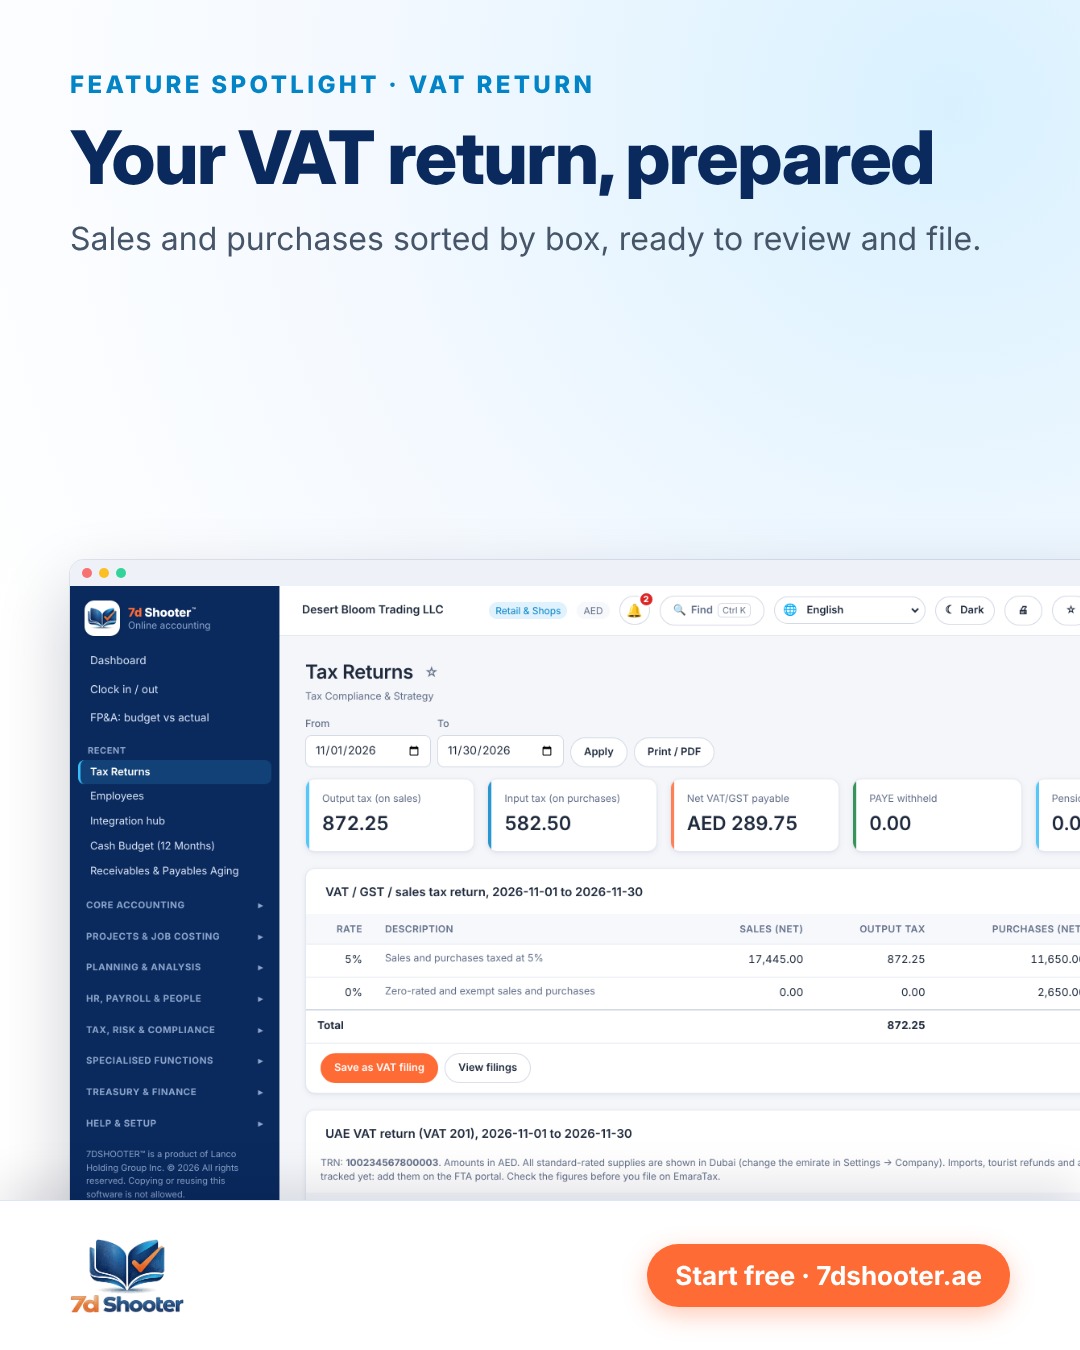 FEATURE SPOTLIGHT · VAT RETURN
Your VAT return, prepared
Sales and purchases sorted by box, ready to review and file.
7d Shooter™
Online accounting
Desert Bloom Trading LLC
Retail & Shops
AED
2
Find
Ctrl K
English
Dark
Dashboard
Clock in / out
FP&A: budget vs actual
RECENT
Tax Returns
Employees
Integration hub
Cash Budget (12 Months)
Receivables & Payables Aging
CORE ACCOUNTING
PROJECTS & JOB COSTING
PLANNING & ANALYSIS
HR, PAYROLL & PEOPLE
TAX, RISK & COMPLIANCE
SPECIALISED FUNCTIONS
TREASURY & FINANCE
HELP & SETUP
7DSHOOTER™ is a product of Lanco
Holding Group Inc. © 2026 All rights
reserved. Copying or reusing this
software is not allowed.
Tax Returns
Tax Compliance & Strategy
From To
11/01/2026 11/30/2026 Apply Print / PDF
Output tax (on sales)
872.25
Input tax (on purchases)
582.50
Net VAT/GST payable
AED 289.75
PAYE withheld
0.00
VAT / GST / sales tax return, 2026-11-01 to 2026-11-30
RATE DESCRIPTION SALES (NET) OUTPUT TAX PURCHASES (NET
5% Sales and purchases taxed at 5% 17,445.00 872.25 11,650.00
0% Zero-rated and exempt sales and purchases 0.00 0.00 2,650.00
Total 872.25
Save as VAT filing View filings
UAE VAT return (VAT 201), 2026-11-01 to 2026-11-30
TRN: 100234567800003. Amounts in AED. All standard-rated supplies are shown in Dubai (change the emirate in Settings → Company). Imports, tourist refunds and
tracked yet: add them on the FTA portal. Check the figures before you file on EmaraTax.
7d Shooter
Start free · 7dshooter.ae